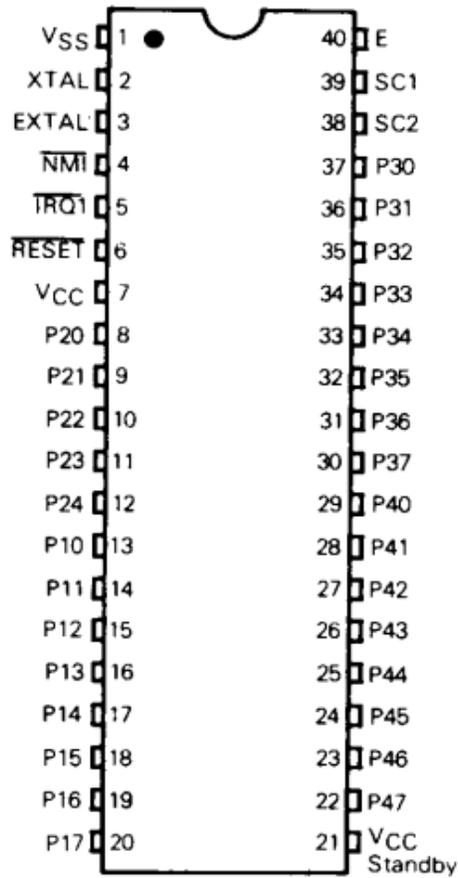 VSS 1 40 E
XTAL 2 39 SC1
EXTAL 3 38 SC2
NMI 4 37 P30
IRQ1 5 36 P31
RESET 6 35 P32
VCC 7 34 P33
P20 8 33 P34
P21 9 32 P35
P22 10 31 P36
P23 11 30 P37
P24 12 29 P40
P10 13 28 P41
P11 14 27 P42
P12 15 26 P43
P13 16 25 P44
P14 17 24 P45
P15 18 23 P46
P16 19 22 P47
P17 20 21 VCC
Standby